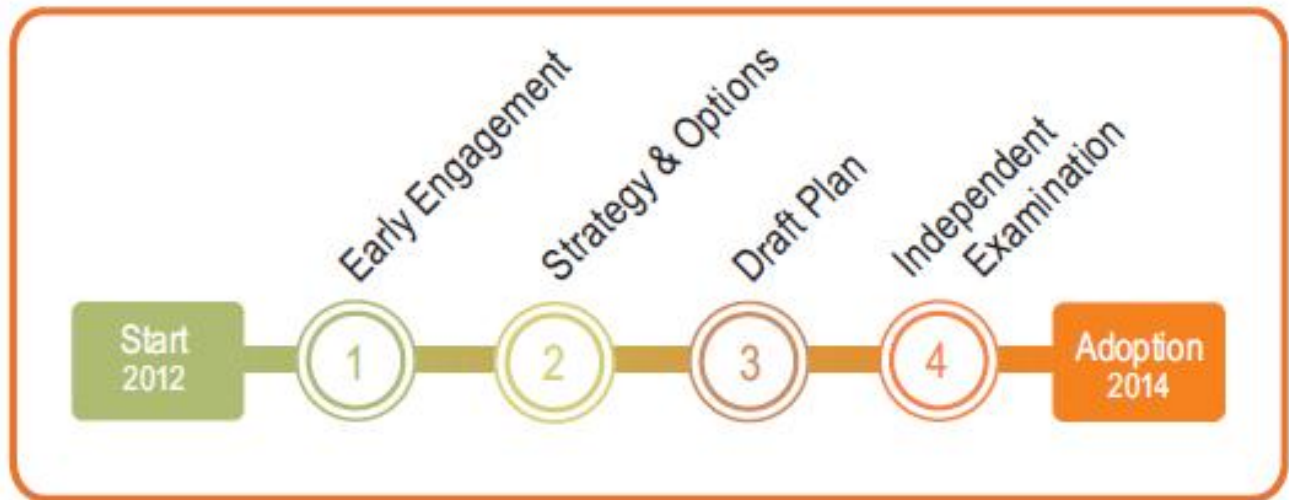 Early Engagement
Strategy & Options
Draft Plan
Independent
Examination
Start
2012
1
2
3
4
Adoption
2014